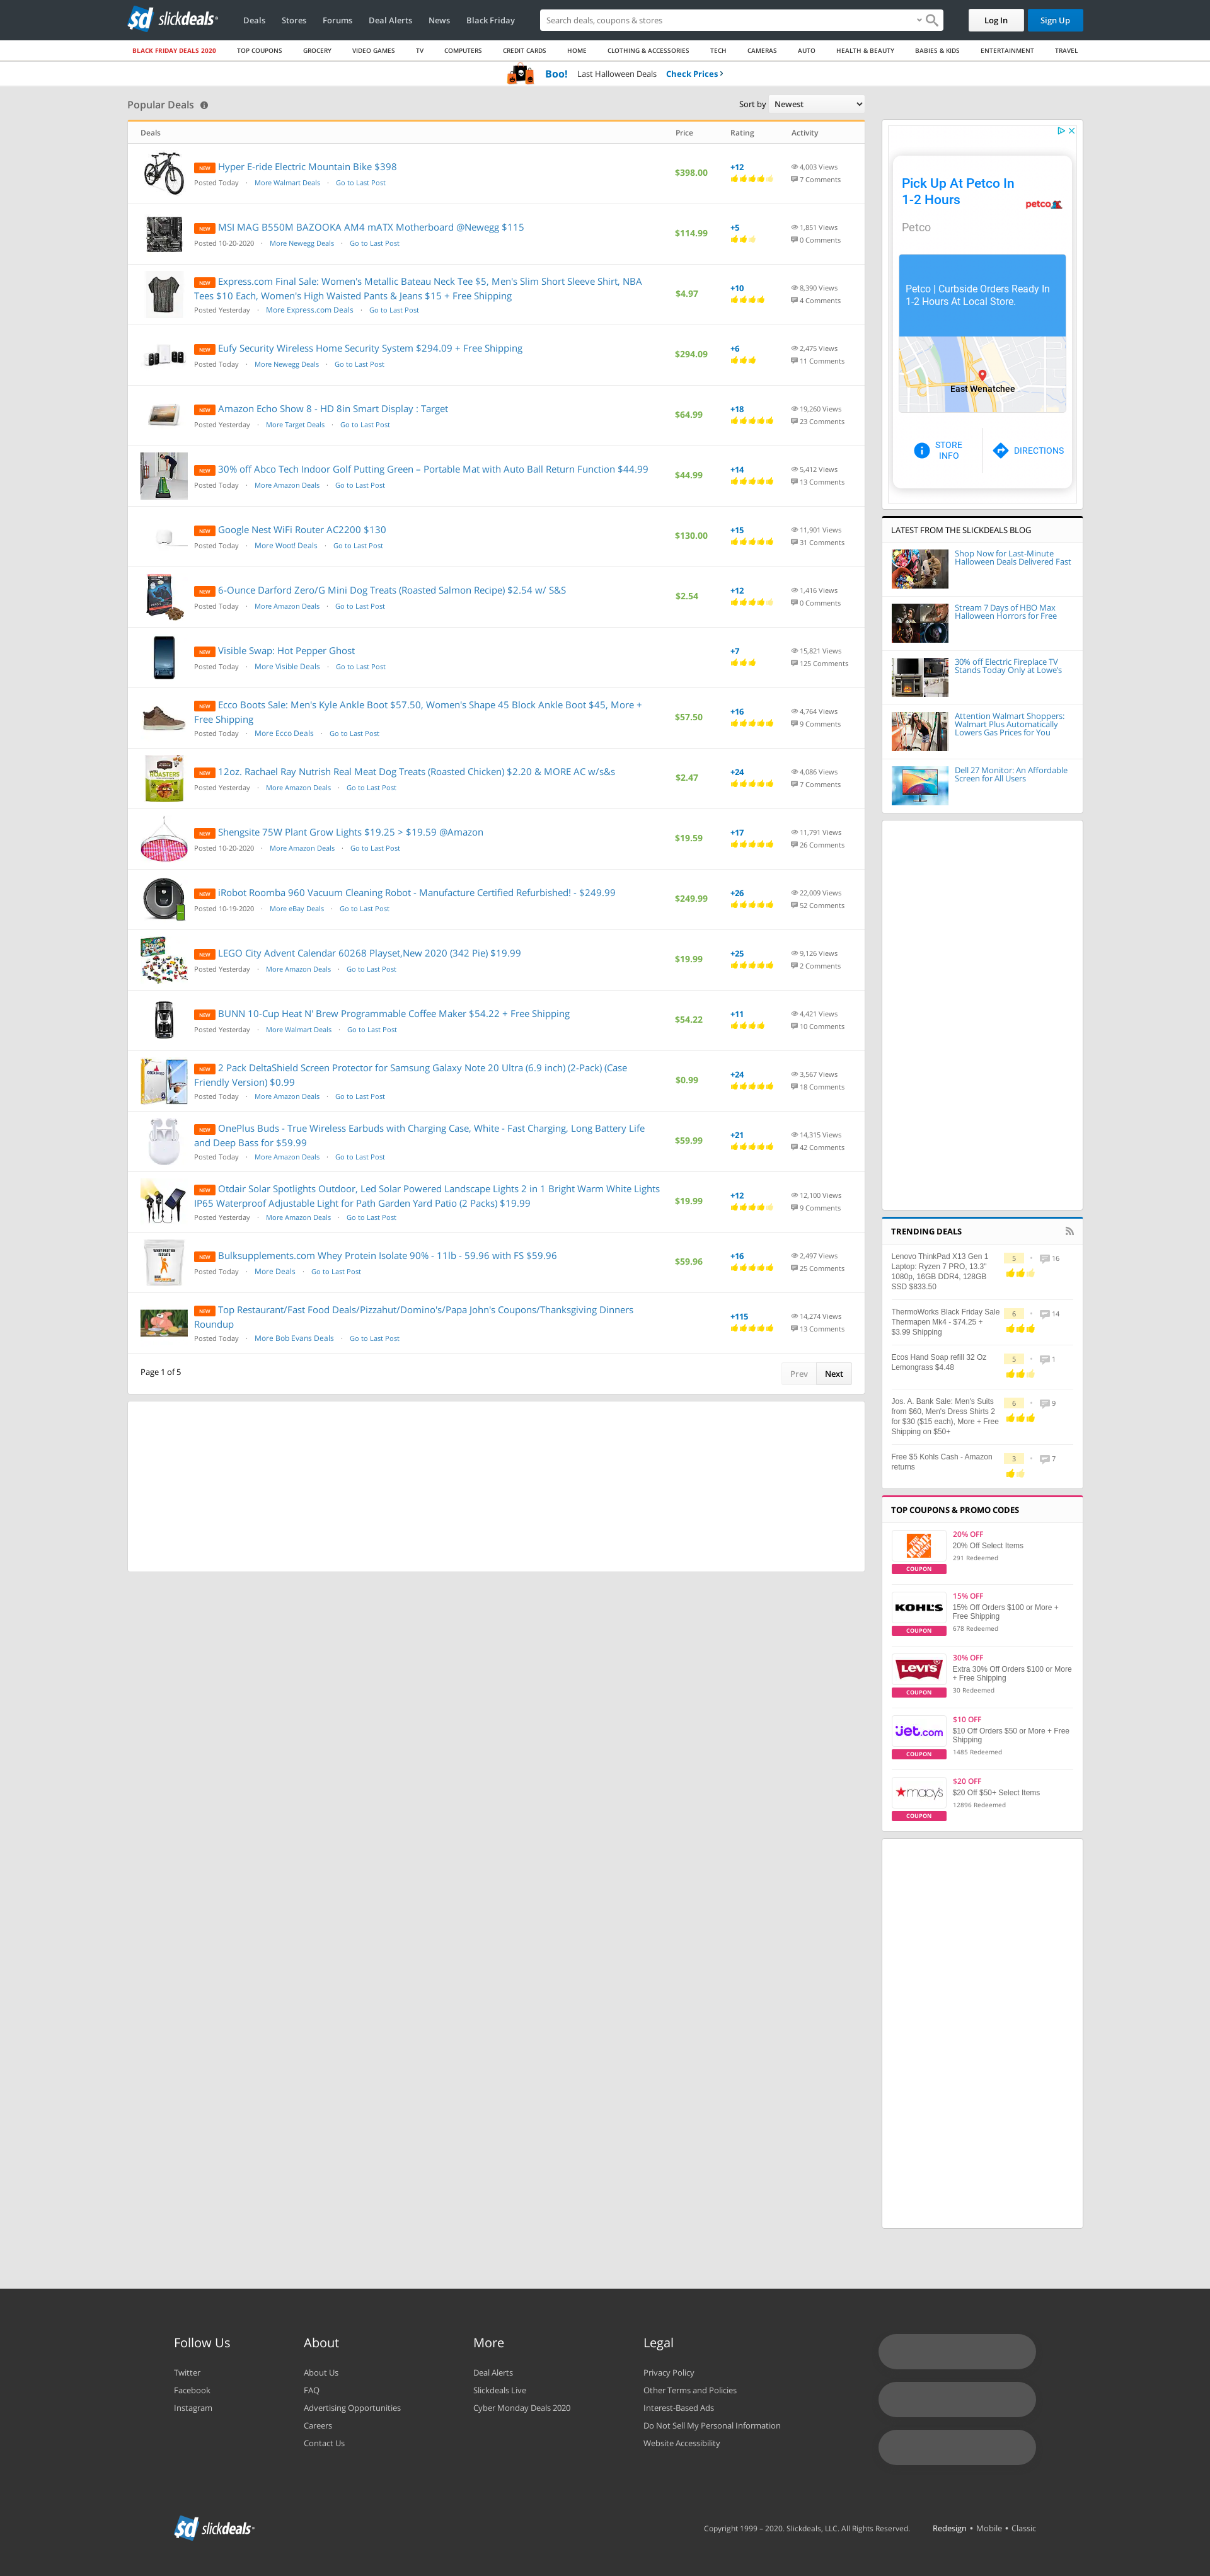 sd slickdeals
Deals Stores Forums Deal Alerts News Black Friday
Search deals, coupons & stores
Log In Sign Up
BLACK FRIDAY DEALS 2020 TOP COUPONS GROCERY VIDEO GAMES TV COMPUTERS CREDIT CARDS HOME CLOTHING & ACCESSORIES TECH CAMERAS AUTO HEALTH & BEAUTY BABIES & KIDS ENTERTAINMENT TRAVEL
Boo! Last Halloween Deals Check Prices
Popular Deals
Sort by Newest
Deals Price Rating Activity
NEW Hyper E-ride Electric Mountain Bike $398
Posted Today · More Walmart Deals · Go to Last Post
$398.00 +12 4,003 Views
7 Comments
NEW MSI MAG B550M BAZOOKA AM4 mATX Motherboard @Newegg $115
Posted 10-20-2020 · More Newegg Deals · Go to Last Post
$114.99 +5 1,851 Views
0 Comments
NEW Express.com Final Sale: Women's Metallic Bateau Neck Tee $5, Men's Slim Short Sleeve Shirt, NBA
Tees $10 Each, Women's High Waisted Pants & Jeans $15 + Free Shipping
Posted Yesterday · More Express.com Deals · Go to Last Post
$4.97 +10 8,390 Views
4 Comments
NEW Eufy Security Wireless Home Security System $294.09 + Free Shipping
Posted Today · More Newegg Deals · Go to Last Post
$294.09 +6 2,475 Views
11 Comments
NEW Amazon Echo Show 8 - HD 8in Smart Display : Target
Posted Yesterday · More Target Deals · Go to Last Post
$64.99 +18 19,260 Views
23 Comments
NEW 30% off Abco Tech Indoor Golf Putting Green – Portable Mat with Auto Ball Return Function $44.99
Posted Today · More Amazon Deals · Go to Last Post
$44.99 +14 5,412 Views
13 Comments
NEW Google Nest WiFi Router AC2200 $130
Posted Today · More Woot! Deals · Go to Last Post
$130.00 +15 11,901 Views
31 Comments
NEW 6-Ounce Darford Zero/G Mini Dog Treats (Roasted Salmon Recipe) $2.54 w/ S&S
Posted Today · More Amazon Deals · Go to Last Post
$2.54 +12 1,416 Views
0 Comments
NEW Visible Swap: Hot Pepper Ghost
Posted Today · More Visible Deals · Go to Last Post
+7 15,821 Views
125 Comments
NEW Ecco Boots Sale: Men's Kyle Ankle Boot $57.50, Women's Shape 45 Block Ankle Boot $45, More +
Free Shipping
Posted Today · More Ecco Deals · Go to Last Post
$57.50 +16 4,764 Views
9 Comments
NEW 12oz. Rachael Ray Nutrish Real Meat Dog Treats (Roasted Chicken) $2.20 & MORE AC w/s&s
Posted Yesterday · More Amazon Deals · Go to Last Post
$2.47 +24 4,086 Views
7 Comments
NEW Shengsite 75W Plant Grow Lights $19.25 > $19.59 @Amazon
Posted 10-20-2020 · More Amazon Deals · Go to Last Post
$19.59 +17 11,791 Views
26 Comments
NEW iRobot Roomba 960 Vacuum Cleaning Robot - Manufacture Certified Refurbished! - $249.99
Posted 10-19-2020 · More eBay Deals · Go to Last Post
$249.99 +26 22,009 Views
52 Comments
NEW LEGO City Advent Calendar 60268 Playset,New 2020 (342 Pie) $19.99
Posted Yesterday · More Amazon Deals · Go to Last Post
$19.99 +25 9,126 Views
2 Comments
NEW BUNN 10-Cup Heat N' Brew Programmable Coffee Maker $54.22 + Free Shipping
Posted Yesterday · More Walmart Deals · Go to Last Post
$54.22 +11 4,421 Views
10 Comments
NEW 2 Pack DeltaShield Screen Protector for Samsung Galaxy Note 20 Ultra (6.9 inch) (2-Pack) (Case
Friendly Version) $0.99
Posted Today · More Amazon Deals · Go to Last Post
$0.99 +24 3,567 Views
18 Comments
NEW OnePlus Buds - True Wireless Earbuds with Charging Case, White - Fast Charging, Long Battery Life
and Deep Bass for $59.99
Posted Today · More Amazon Deals · Go to Last Post
$59.99 +21 14,315 Views
42 Comments
NEW Otdair Solar Spotlights Outdoor, Led Solar Powered Landscape Lights 2 in 1 Bright Warm White Lights
IP65 Waterproof Adjustable Light for Path Garden Yard Patio (2 Packs) $19.99
Posted Yesterday · More Amazon Deals · Go to Last Post
$19.99 +12 12,100 Views
9 Comments
NEW Bulksupplements.com Whey Protein Isolate 90% - 11lb - 59.96 with FS $59.96
Posted Today · More Deals · Go to Last Post
$59.96 +16 2,497 Views
25 Comments
NEW Top Restaurant/Fast Food Deals/Pizzahut/Domino's/Papa John's Coupons/Thanksgiving Dinners
Roundup
Posted Today · More Bob Evans Deals · Go to Last Post
+115 14,274 Views
13 Comments
Page 1 of 5
Prev Next
Pick Up At Petco In
1-2 Hours
petco
Petco
Petco | Curbside Orders Ready In
1-2 Hours At Local Store.
East Wenatchee
STORE
INFO
DIRECTIONS
LATEST FROM THE SLICKDEALS BLOG
Shop Now for Last-Minute
Halloween Deals Delivered Fast
Stream 7 Days of HBO Max
Halloween Horrors for Free
30% off Electric Fireplace TV
Stands Today Only at Lowe's
Attention Walmart Shoppers:
Walmart Plus Automatically
Lowers Gas Prices for You
Dell 27 Monitor: An Affordable
Screen for All Users
TRENDING DEALS
Lenovo ThinkPad X13 Gen 1
Laptop: Ryzen 7 PRO, 13.3"
1080p, 16GB DDR4, 128GB
SSD $833.50
5 • 16
ThermoWorks Black Friday Sale
Thermapen Mk4 - $74.25 +
$3.99 Shipping
6 • 14
Ecos Hand Soap refill 32 Oz
Lemongrass $4.48
5 • 1
Jos. A. Bank Sale: Men's Suits
from $60, Men's Dress Shirts 2
for $30 ($15 each), More + Free
Shipping on $50+
6 • 9
Free $5 Kohls Cash - Amazon
returns
3 • 7
TOP COUPONS & PROMO CODES
COUPON
20% OFF
20% Off Select Items
291 Redeemed
KOHL'S
COUPON
15% OFF
15% Off Orders $100 or More +
Free Shipping
678 Redeemed
LEVI'S
COUPON
30% OFF
Extra 30% Off Orders $100 or More
+ Free Shipping
30 Redeemed
jet.com
COUPON
$10 OFF
$10 Off Orders $50 or More + Free
Shipping
1485 Redeemed
macy's
COUPON
$20 OFF
$20 Off $50+ Select Items
12896 Redeemed
Follow Us
Twitter
Facebook
Instagram
About
About Us
FAQ
Advertising Opportunities
Careers
Contact Us
More
Deal Alerts
Slickdeals Live
Cyber Monday Deals 2020
Legal
Privacy Policy
Other Terms and Policies
Interest-Based Ads
Do Not Sell My Personal Information
Website Accessibility
sd slickdeals
Copyright 1999 – 2020. Slickdeals, LLC. All Rights Reserved.
Redesign • Mobile • Classic